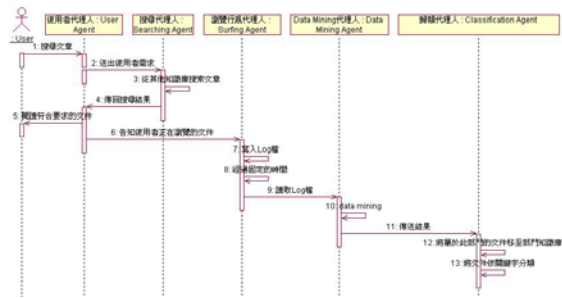 : User
使用者代理人 : User
Agent
搜尋代理人 :
Searching Agent
瀏覽行為代理人 :
Surfing Agent
Data Mining代理人 : Data
Mining Agent
歸類代理人 : Classification Agent
1: 搜尋文章
2: 送出使用者需求
3: 從其他知識庫搜索文章
4: 傳回搜尋結果
5: 閱讀符合要求的文件
6: 告知使用者正在瀏覽的文件
7: 寫入Log檔
8: 經過固定的時間
9: 讀取Log檔
10: data mining
11: 傳送結果
12: 將屬於此部門的文件移至部門知識庫
13: 將文件依關鍵字分類